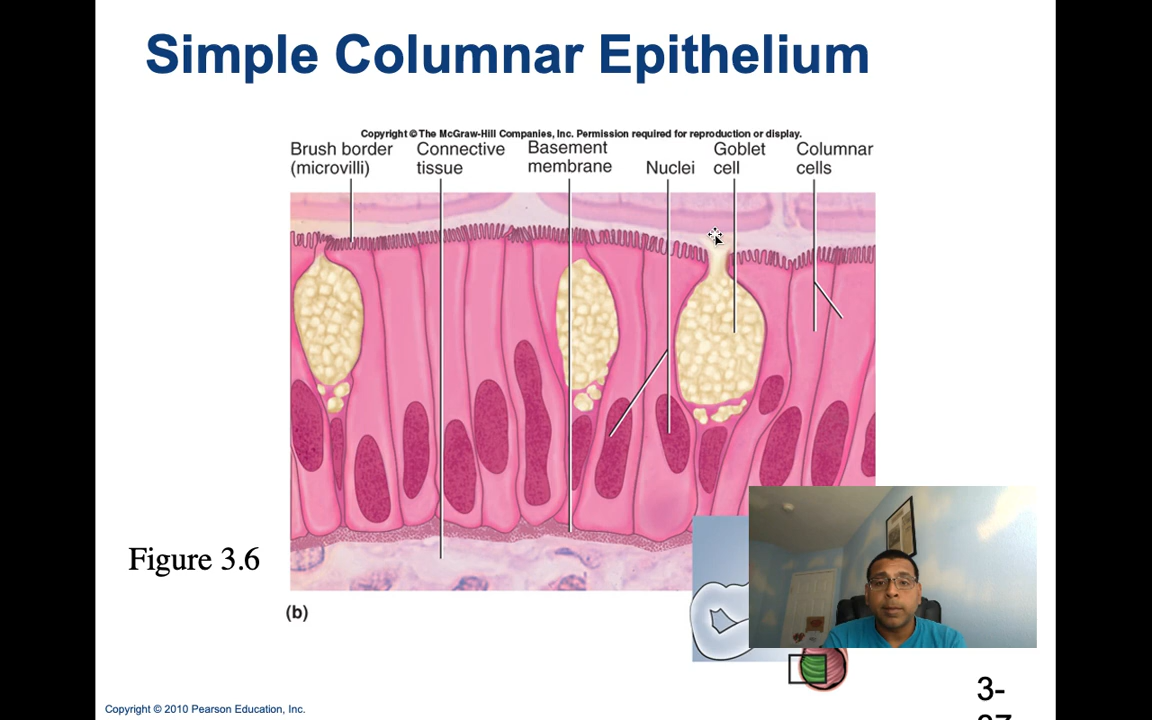 Simple Columnar Epithelium
Copyright © The McGraw-Hill Companies, Inc. Permission required for reproduction or display.
Brush border
(microvilli)
Connective
tissue
Basement
membrane
Nuclei
Goblet
cell
Columnar
cells
Figure 3.6
(b)
Copyright © 2010 Pearson Education, Inc.
3-